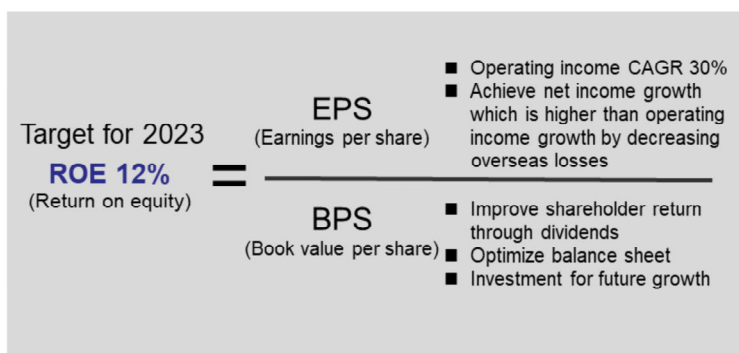 Target for 2023
ROE 12%
(Return on equity)
=
EPS
(Earnings per share)
■ Operating income CAGR 30%
■ Achieve net income growth
which is higher than operating
income growth by decreasing
overseas losses
BPS
(Book value per share)
■ Improve shareholder return
through dividends
■ Optimize balance sheet
■ Investment for future growth